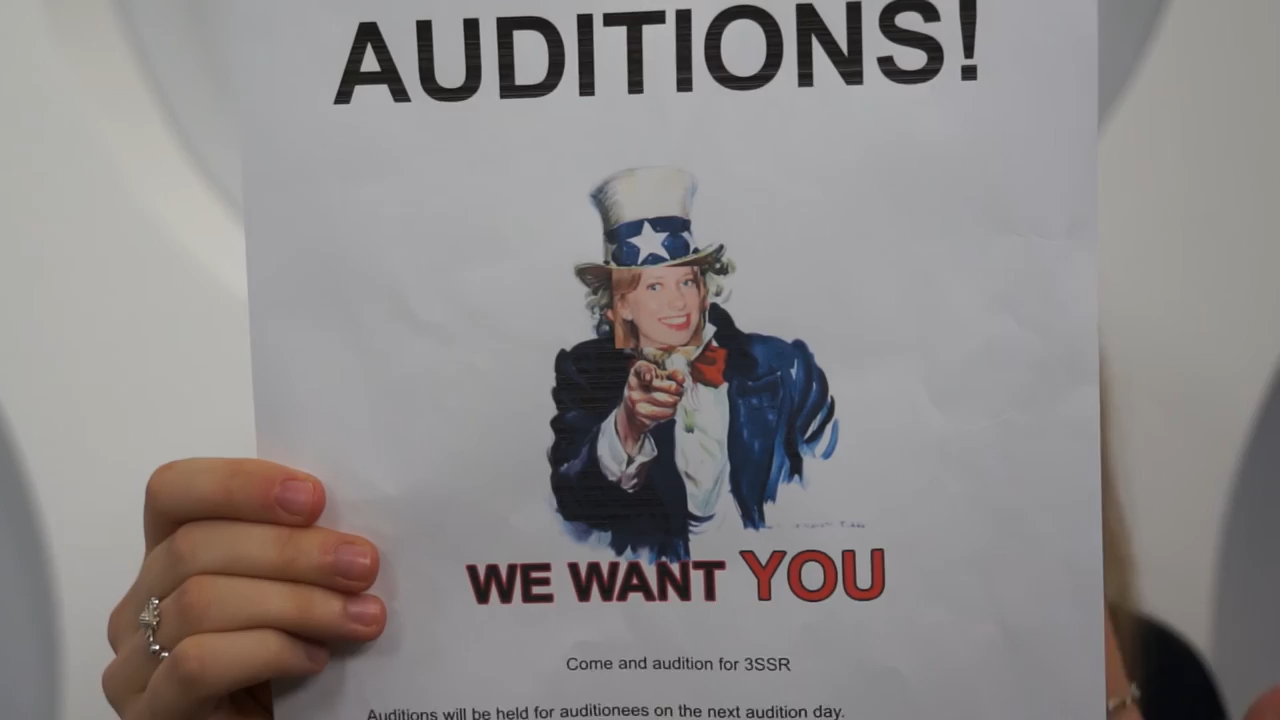 AUDITIONS!
WE WANT YOU
Come and audition for 3SSR
Auditions will be held for auditionees on the next audition day.